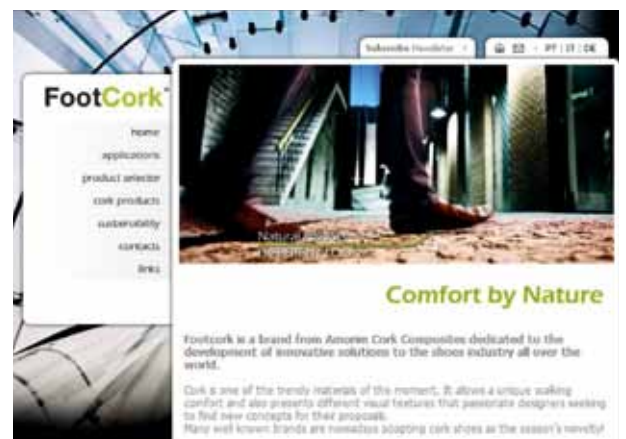 Subscribe Newsletter
PT | IT | DE
FootCork
home
applications
product selector
cork products
sustainability
contacts
links
Natural
Comfort by Nature
Footcork is a brand from Amorim Cork Composites dedicated to the
development of innovative solutions to the shoes industry all over the
world.
Cork is one of the trendy materials of the moment. It allows a unique walking
comfort and also presents different visual textures that passionate designers seeking
to find new concepts for their proposals.
Many well known brands are nowadays adopting cork shoes as the season's novelty!